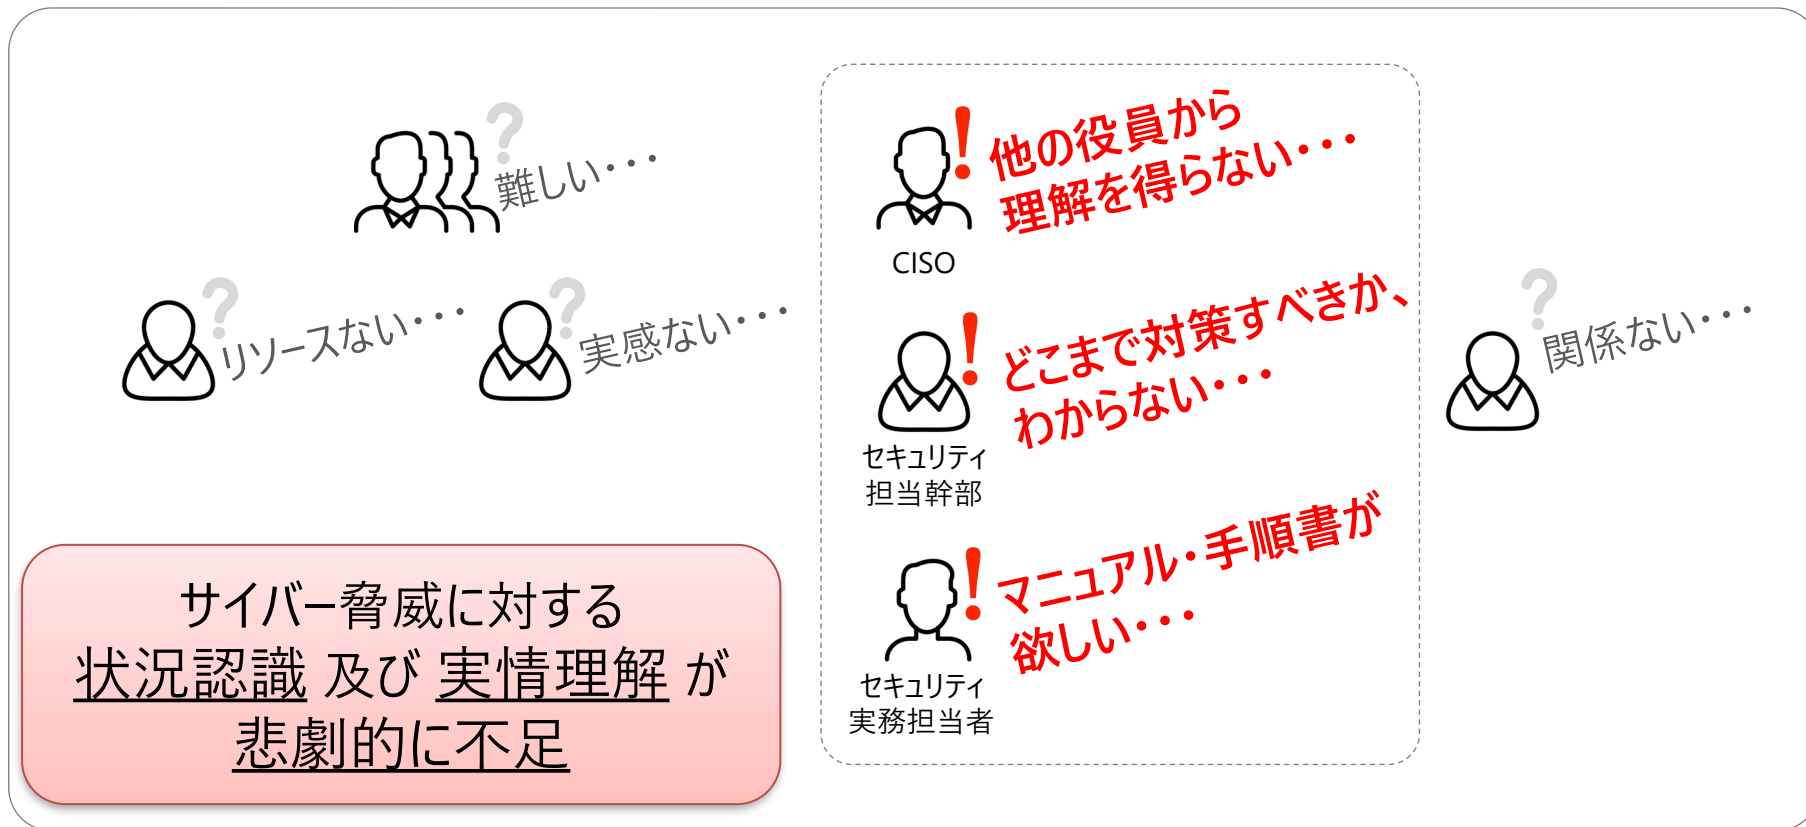 ?
難しい・・・
?
リソースない・・・
?
実感ない・・・
!
他の役員から
理解を得らない・・・
CISO
!
どこまで対策すべきか、
わからない・・・
セキュリティ
担当幹部
!
マニュアル・手順書が
欲しい・・・
セキュリティ
実務担当者
?
関係ない・・・
サイバー脅威に対する
状況認識 及び 実情理解 が
悲劇的に不足